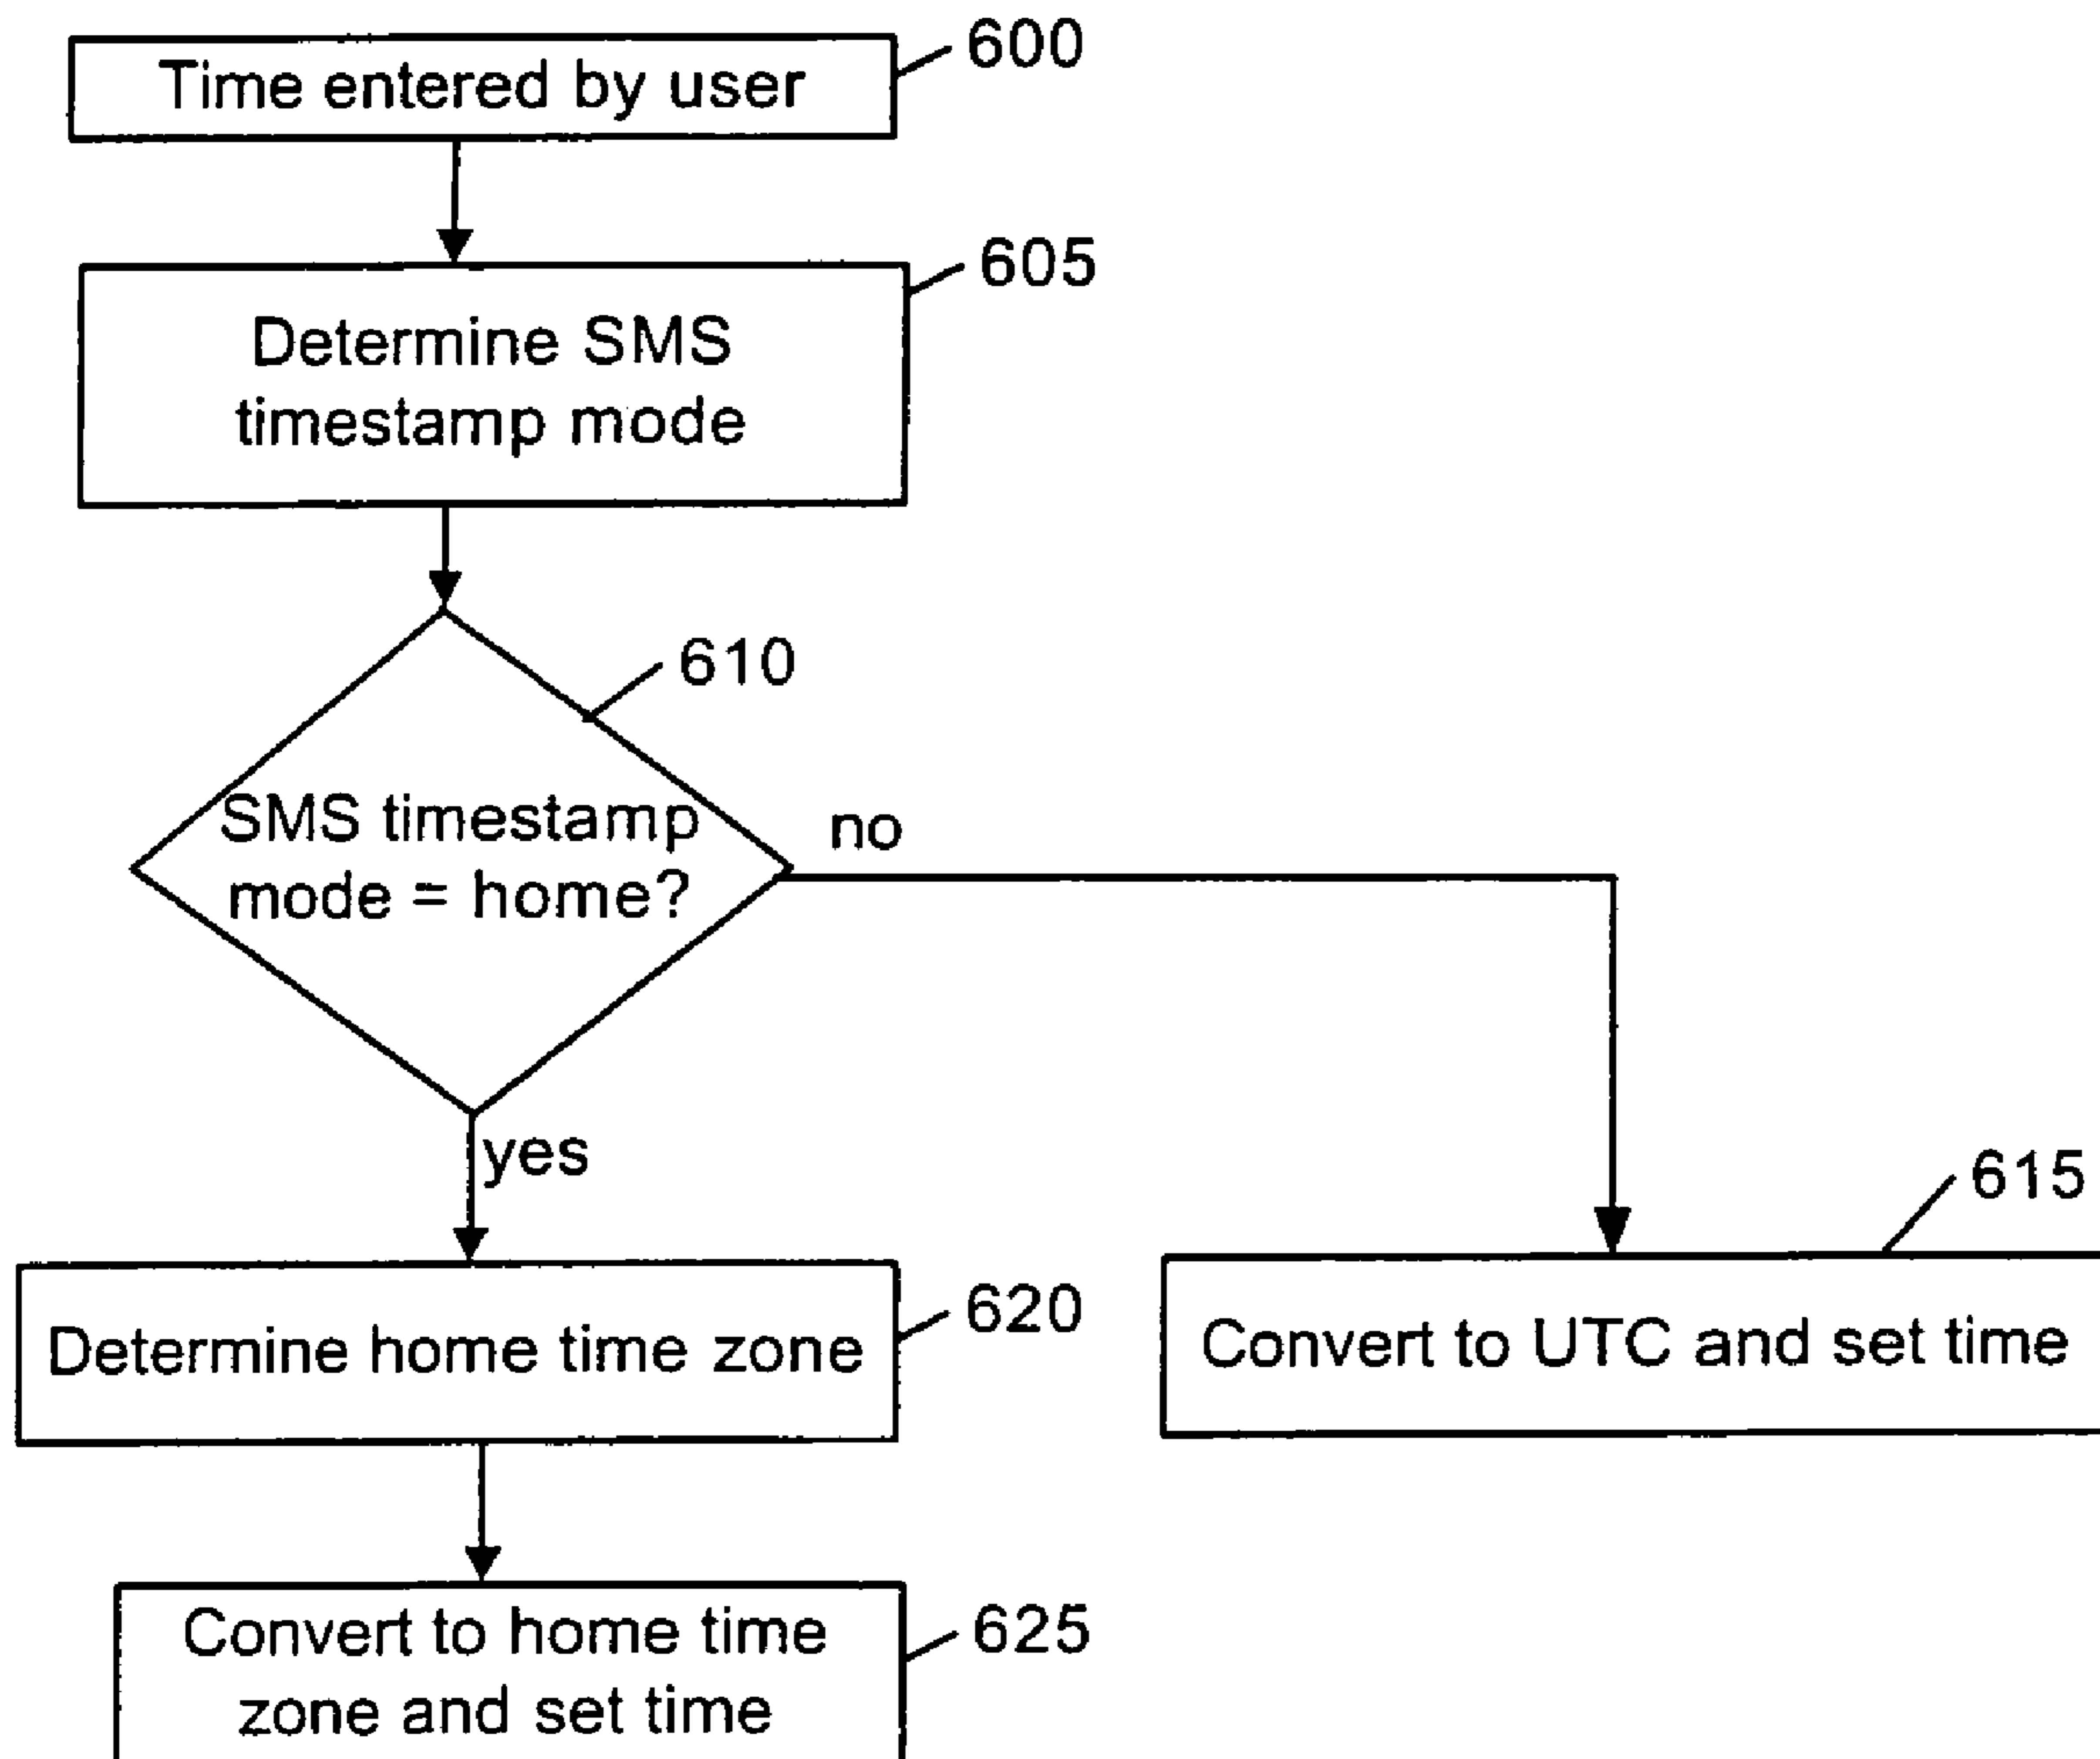 Time entered by user
600
Determine SMS
timestamp mode
605
SMS timestamp
mode = home?
610
no
yes
Determine home time zone
620
Convert to UTC and set time
615
Convert to home time
zone and set time
625